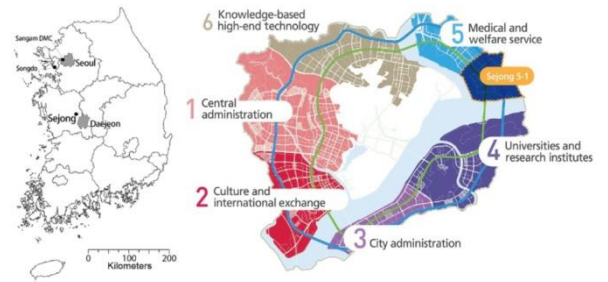 Sangam DMC
Seoul
Songdo
Sejong
Daejeon
0
100
200
Kilometers
6 Knowledge-based
high-end technology
5 Medical and
welfare service
Sejong 5-1
1 Central
administration
4 Universities and
research institutes
2 Culture and
international exchange
3 City administration